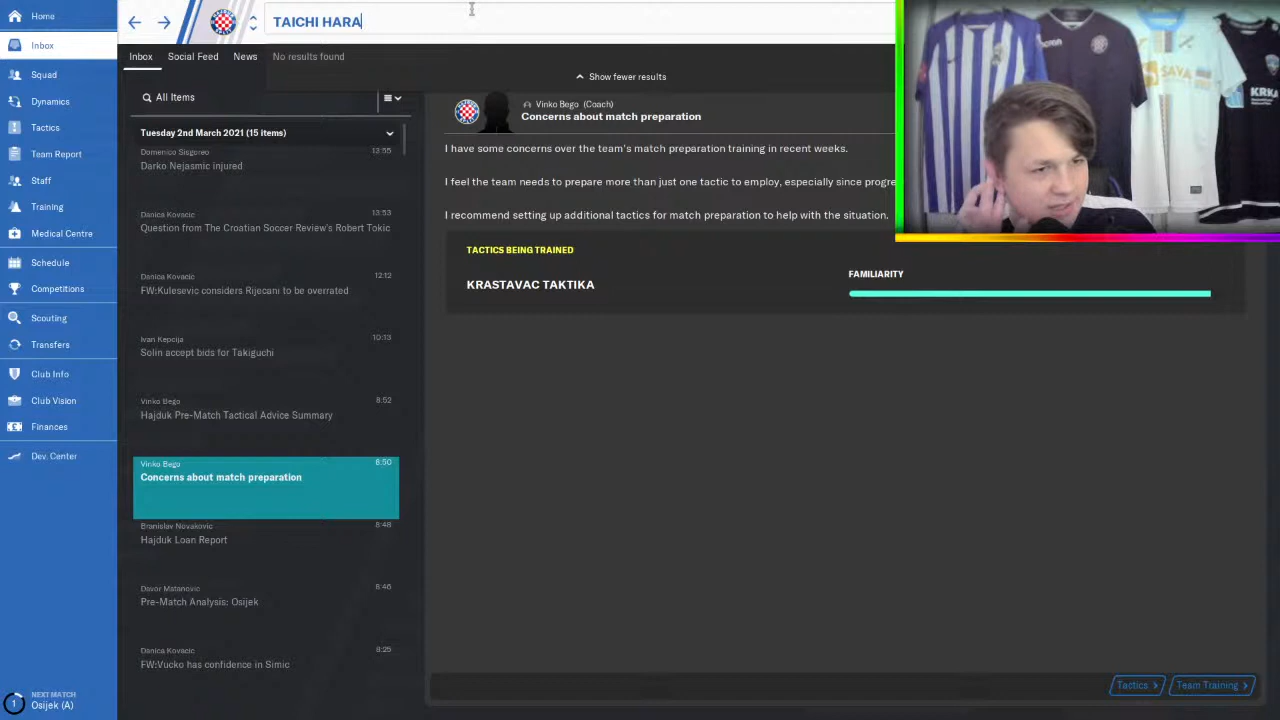 Home
Inbox
Squad
Dynamics
Tactics
Team Report
Staff
Training
Medical Centre
Schedule
Competitions
Scouting
Transfers
Club Info
Club Vision
Finances
Dev. Center
1
NEXT MATCH
Osijek (A)
TAICHI HARA
Inbox
Social Feed
News
No results found
Show fewer results
All Items
Tuesday 2nd March 2021 (15 items)
Domenico Sisgoreo
12:55
Darko Nejasmic injured
Danica Kovacic
13:53
Question from The Croatian Soccer Review's Robert Tokic
Danica Kovacic
12:12
FW:Kulesevic considers Rijecani to be overrated
Ivan Kepcija
10:13
Solin accept bids for Takiguchi
Vinko Bego
8:52
Hajduk Pre-Match Tactical Advice Summary
Vinko Bego
8:50
Concerns about match preparation
Branislav Novakovic
8:48
Hajduk Loan Report
Davor Matanovic
8:46
Pre-Match Analysis: Osijek
Danica Kovacic
8:25
FW:Vucko has confidence in Simic
Vinko Bego (Coach)
Concerns about match preparation
I have some concerns over the team's match preparation training in recent weeks.
I feel the team needs to prepare more than just one tactic to employ, especially since progre
I recommend setting up additional tactics for match preparation to help with the situation.
TACTICS BEING TRAINED
FAMILIARITY
KRASTAVAC TAKTIKA
Tactics
Team Training
SAVA
KRKA